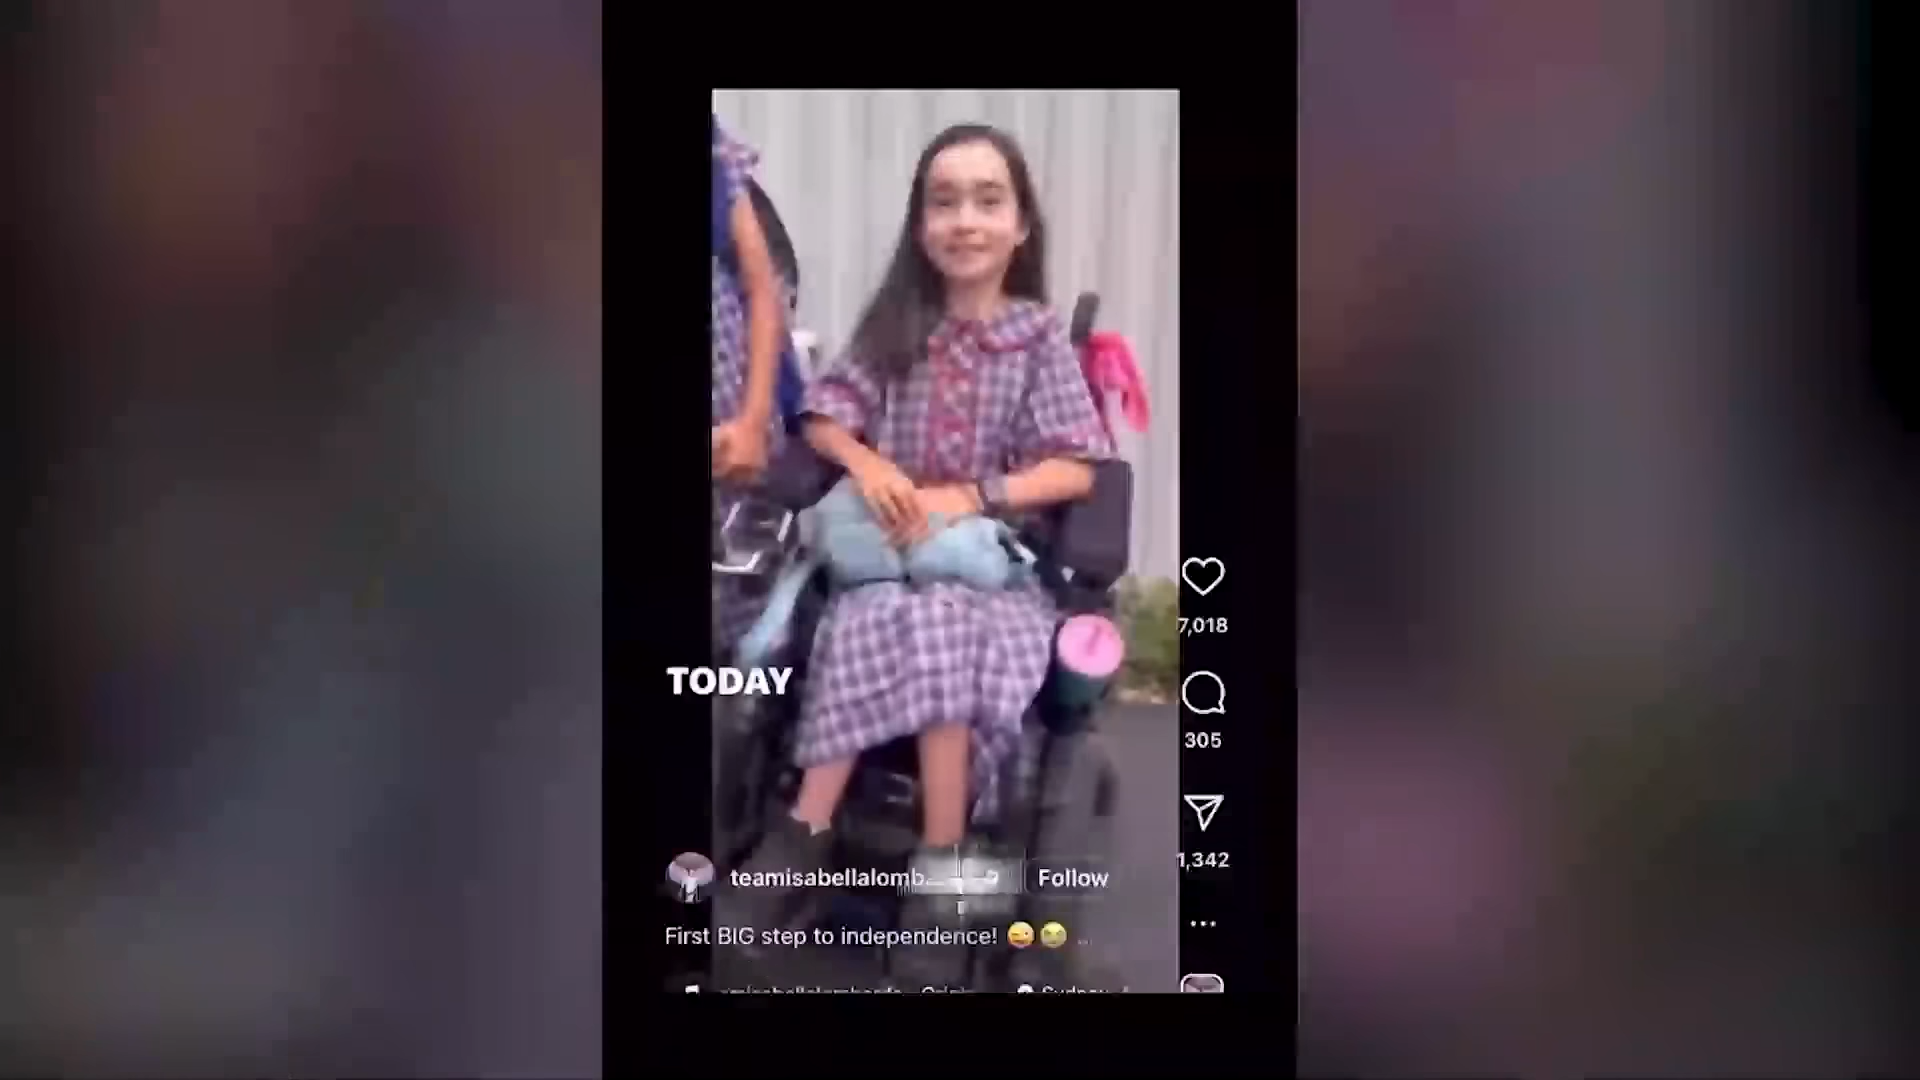 TODAY
7,018
305
1,342
teamisabellalomb...
Follow
First BIG step to independence! 😜😭 ...